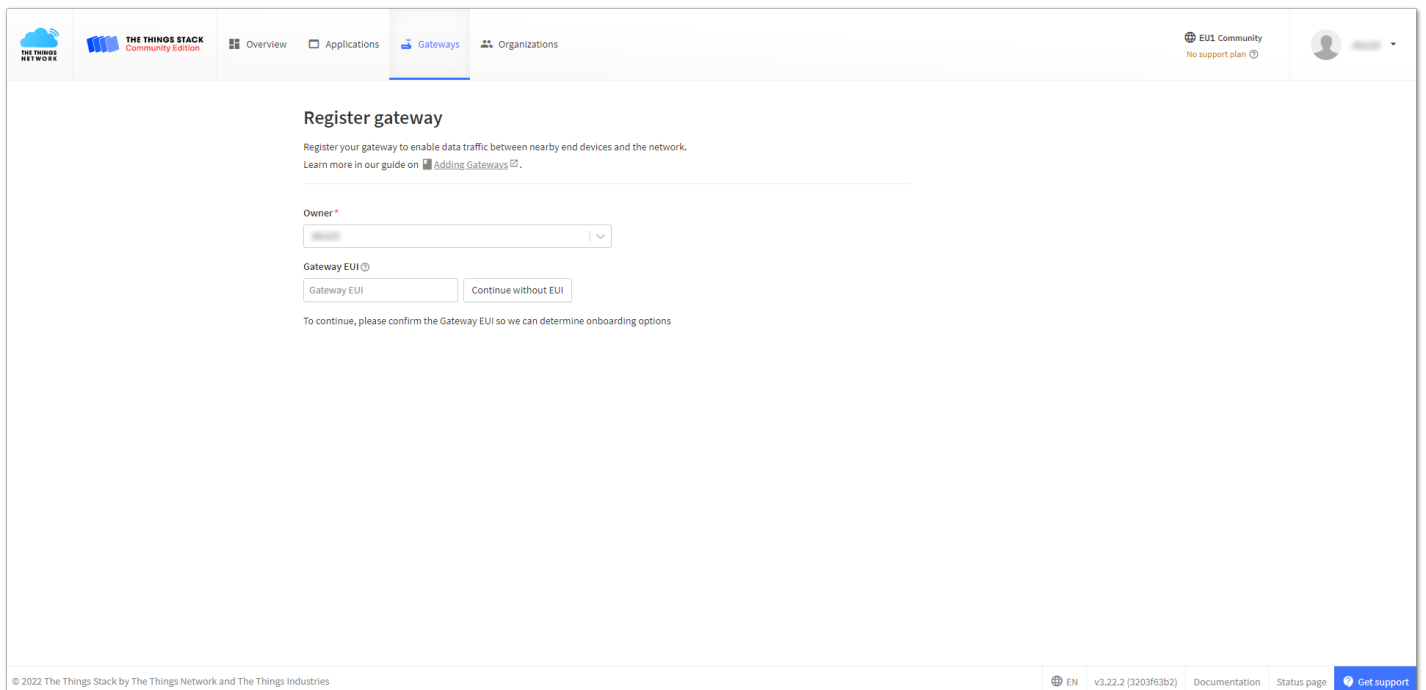 THE THINGS
NETWORK
THE THINGS STACK
Community Edition
Overview
Applications
Gateways
Organizations
EU1 Community
No support plan
Register gateway
Register your gateway to enable data traffic between nearby end devices and the network.
Learn more in our guide on Adding Gateways.
Owner *
Gateway EUI
Gateway EUI
Continue without EUI
To continue, please confirm the Gateway EUI so we can determine onboarding options
© 2022 The Things Stack by The Things Network and The Things Industries
EN
v3.22.2 (3203f63b2)
Documentation
Status page
Get support